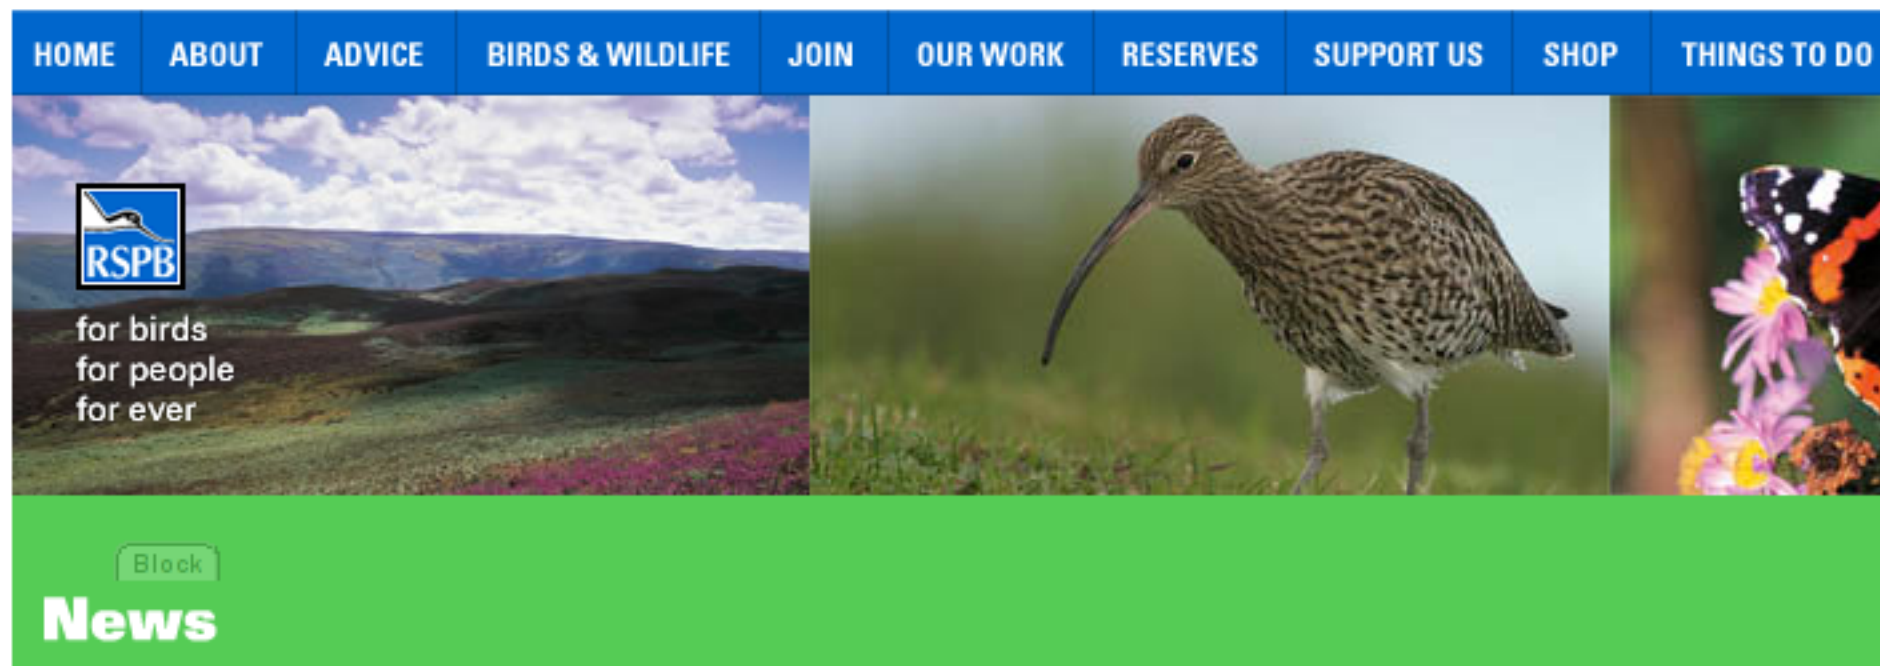 HOME ABOUT ADVICE BIRDS & WILDLIFE JOIN OUR WORK RESERVES SUPPORT US SHOP THINGS TO DO
RSPB
for birds
for people
for ever
Block
News